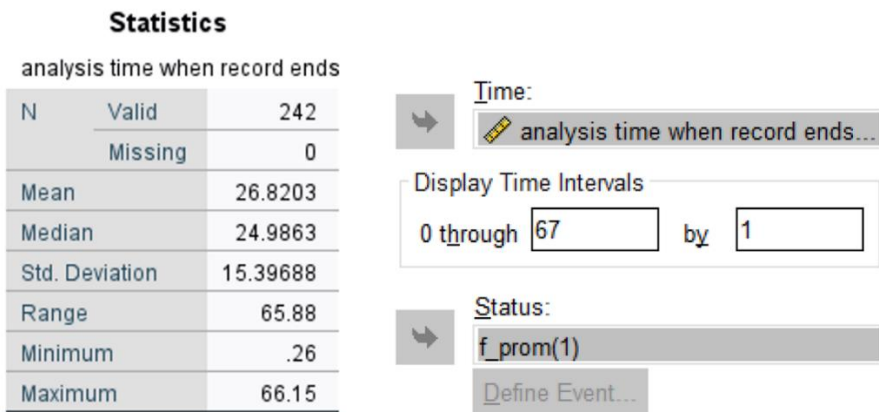 Statistics
analysis time when record ends
N Valid 242
Missing 0
Mean 26.8203
Median 24.9863
Std. Deviation 15.39688
Range 65.88
Minimum .26
Maximum 66.15
Time:
analysis time when record ends...
Display Time Intervals
0 through 67 by 1
Status:
f_prom(1)
Define Event...